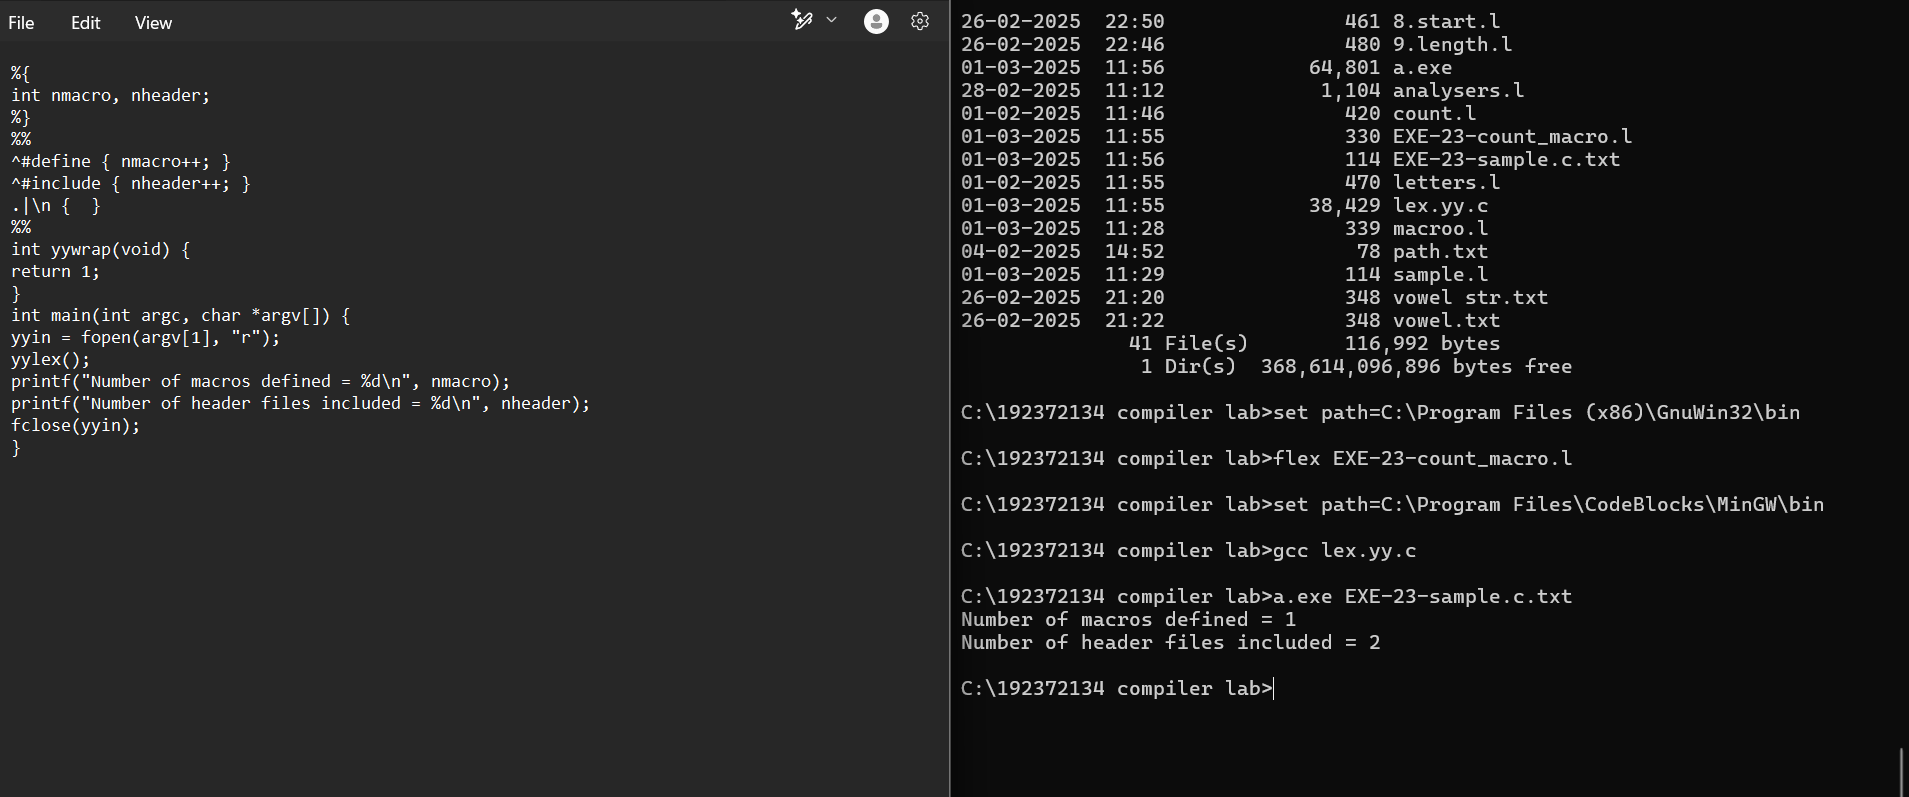 File Edit View
%{
int nmacro, nheader;
%}
%%
^#define { nmacro++; }
^#include { nheader++; }
.|\n {  }
%%
int yywrap(void) {
return 1;
}
int main(int argc, char *argv[]) {
yyin = fopen(argv[1], "r");
yylex();
printf("Number of macros defined = %d\n", nmacro);
printf("Number of header files included = %d\n", nheader);
fclose(yyin);
}
26-02-2025  22:50               461 8.start.l
26-02-2025  22:46               480 9.length.l
01-03-2025  11:56            64,801 a.exe
28-02-2025  11:12             1,104 analysers.l
01-02-2025  11:46               420 count.l
01-03-2025  11:55               330 EXE-23-count_macro.l
01-03-2025  11:56               114 EXE-23-sample.c.txt
01-02-2025  11:55               470 letters.l
01-03-2025  11:55            38,429 lex.yy.c
01-03-2025  11:28               339 macroo.l
04-02-2025  14:52                78 path.txt
01-03-2025  11:29               114 sample.l
26-02-2025  21:20               348 vowel str.txt
26-02-2025  21:22               348 vowel.txt
41 File(s)        116,992 bytes
1 Dir(s)  368,614,096,896 bytes free
C:\192372134 compiler lab>set path=C:\Program Files (x86)\GnuWin32\bin
C:\192372134 compiler lab>flex EXE-23-count_macro.l
C:\192372134 compiler lab>set path=C:\Program Files\CodeBlocks\MinGW\bin
C:\192372134 compiler lab>gcc lex.yy.c
C:\192372134 compiler lab>a.exe EXE-23-sample.c.txt
Number of macros defined = 1
Number of header files included = 2
C:\192372134 compiler lab>